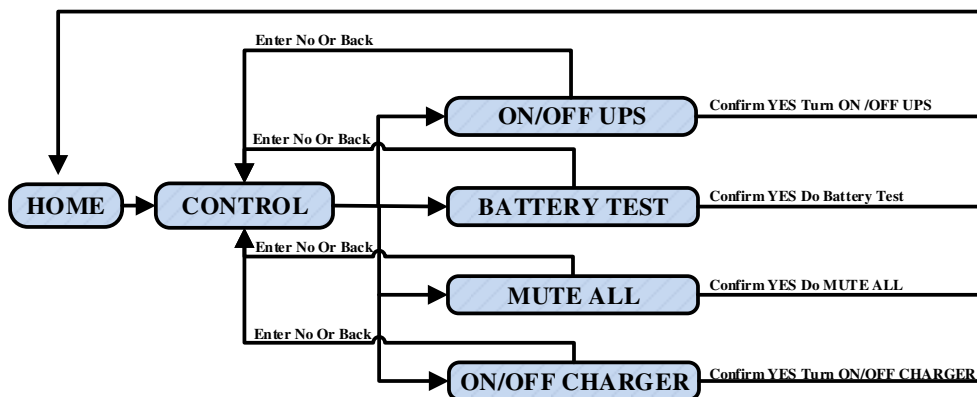 Enter No Or Back
ON/OFF UPS
Confirm YES Turn ON /OFF UPS
Enter No Or Back
HOME
CONTROL
BATTERY TEST
Confirm YES Do Battery Test
Enter No Or Back
MUTE ALL
Confirm YES Do MUTE ALL
Enter No Or Back
ON/OFF CHARGER
Confirm YES Turn ON/OFF CHARGER